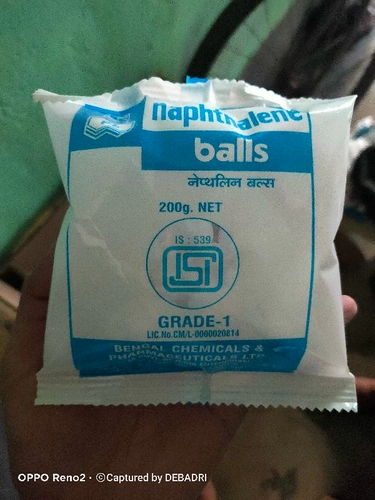 Naphthalene
balls
नेप्थलिन बल्स
200g. NET
IS : 539
ISI
GRADE-1
LIC.No.CM/L-0000020814
BENGAL CHEMICALS &
PHARMACEUTICALS LTD.
OPPO Reno2 · ©Captured by DEBADRI